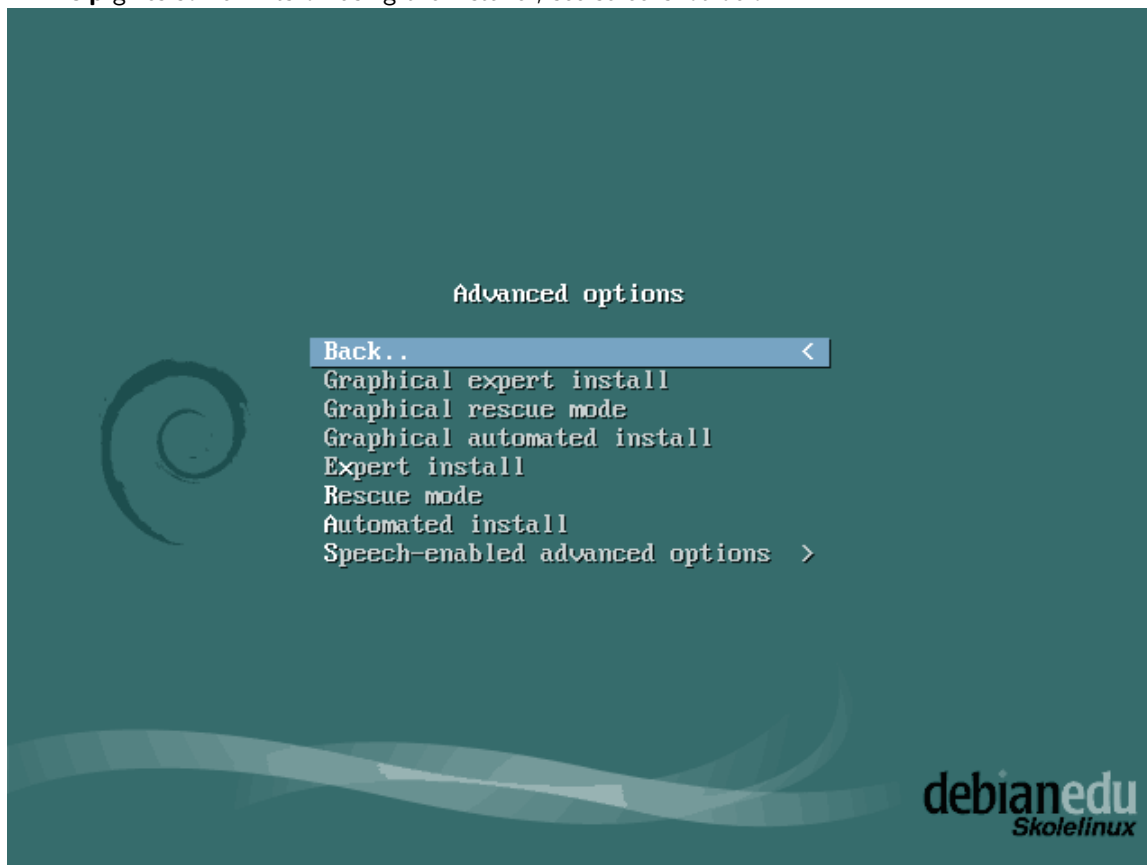 Advanced options
Back.. <
Graphical expert install
Graphical rescue mode
Graphical automated install
Expert install
Rescue mode
Automated install
Speech-enabled advanced options >
debianedu
Skolelinux